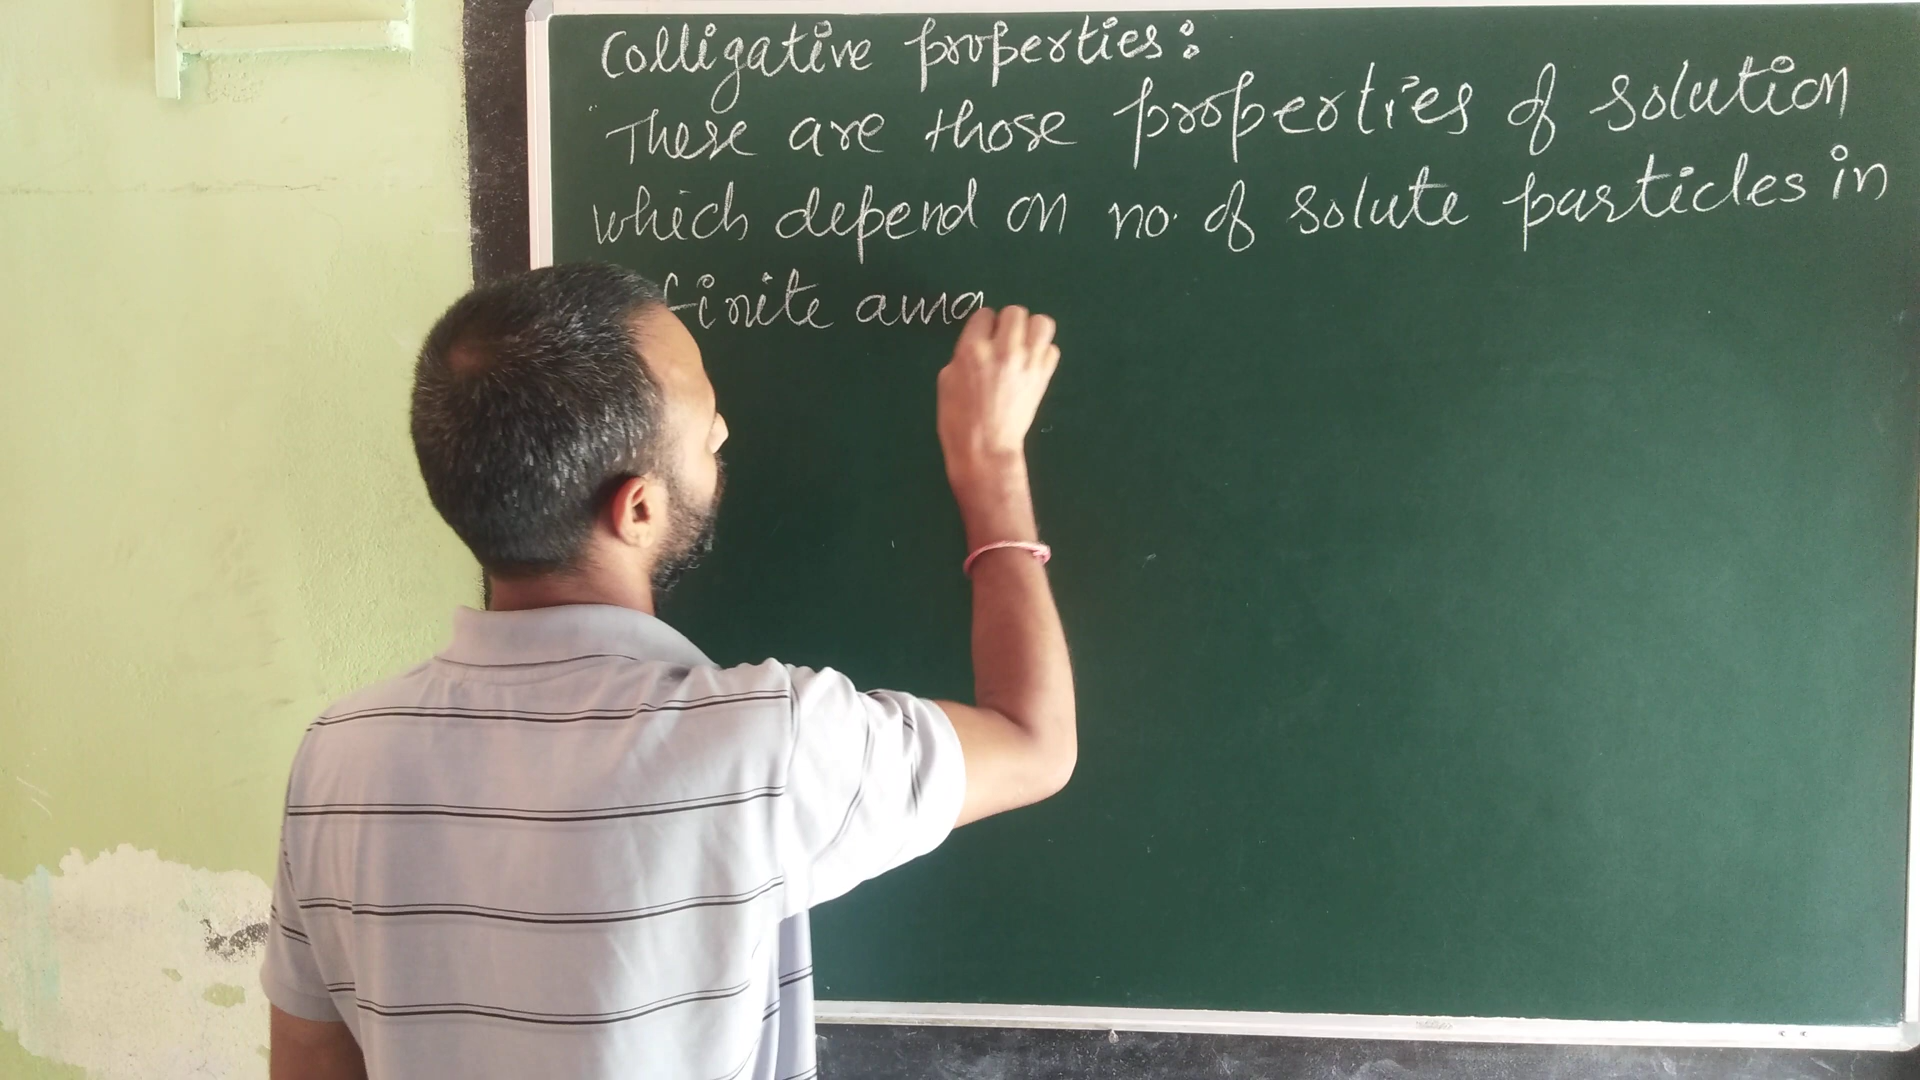 Colligative properties:
These are those properties of solution
which depend on no. of solute particles in
finite amo